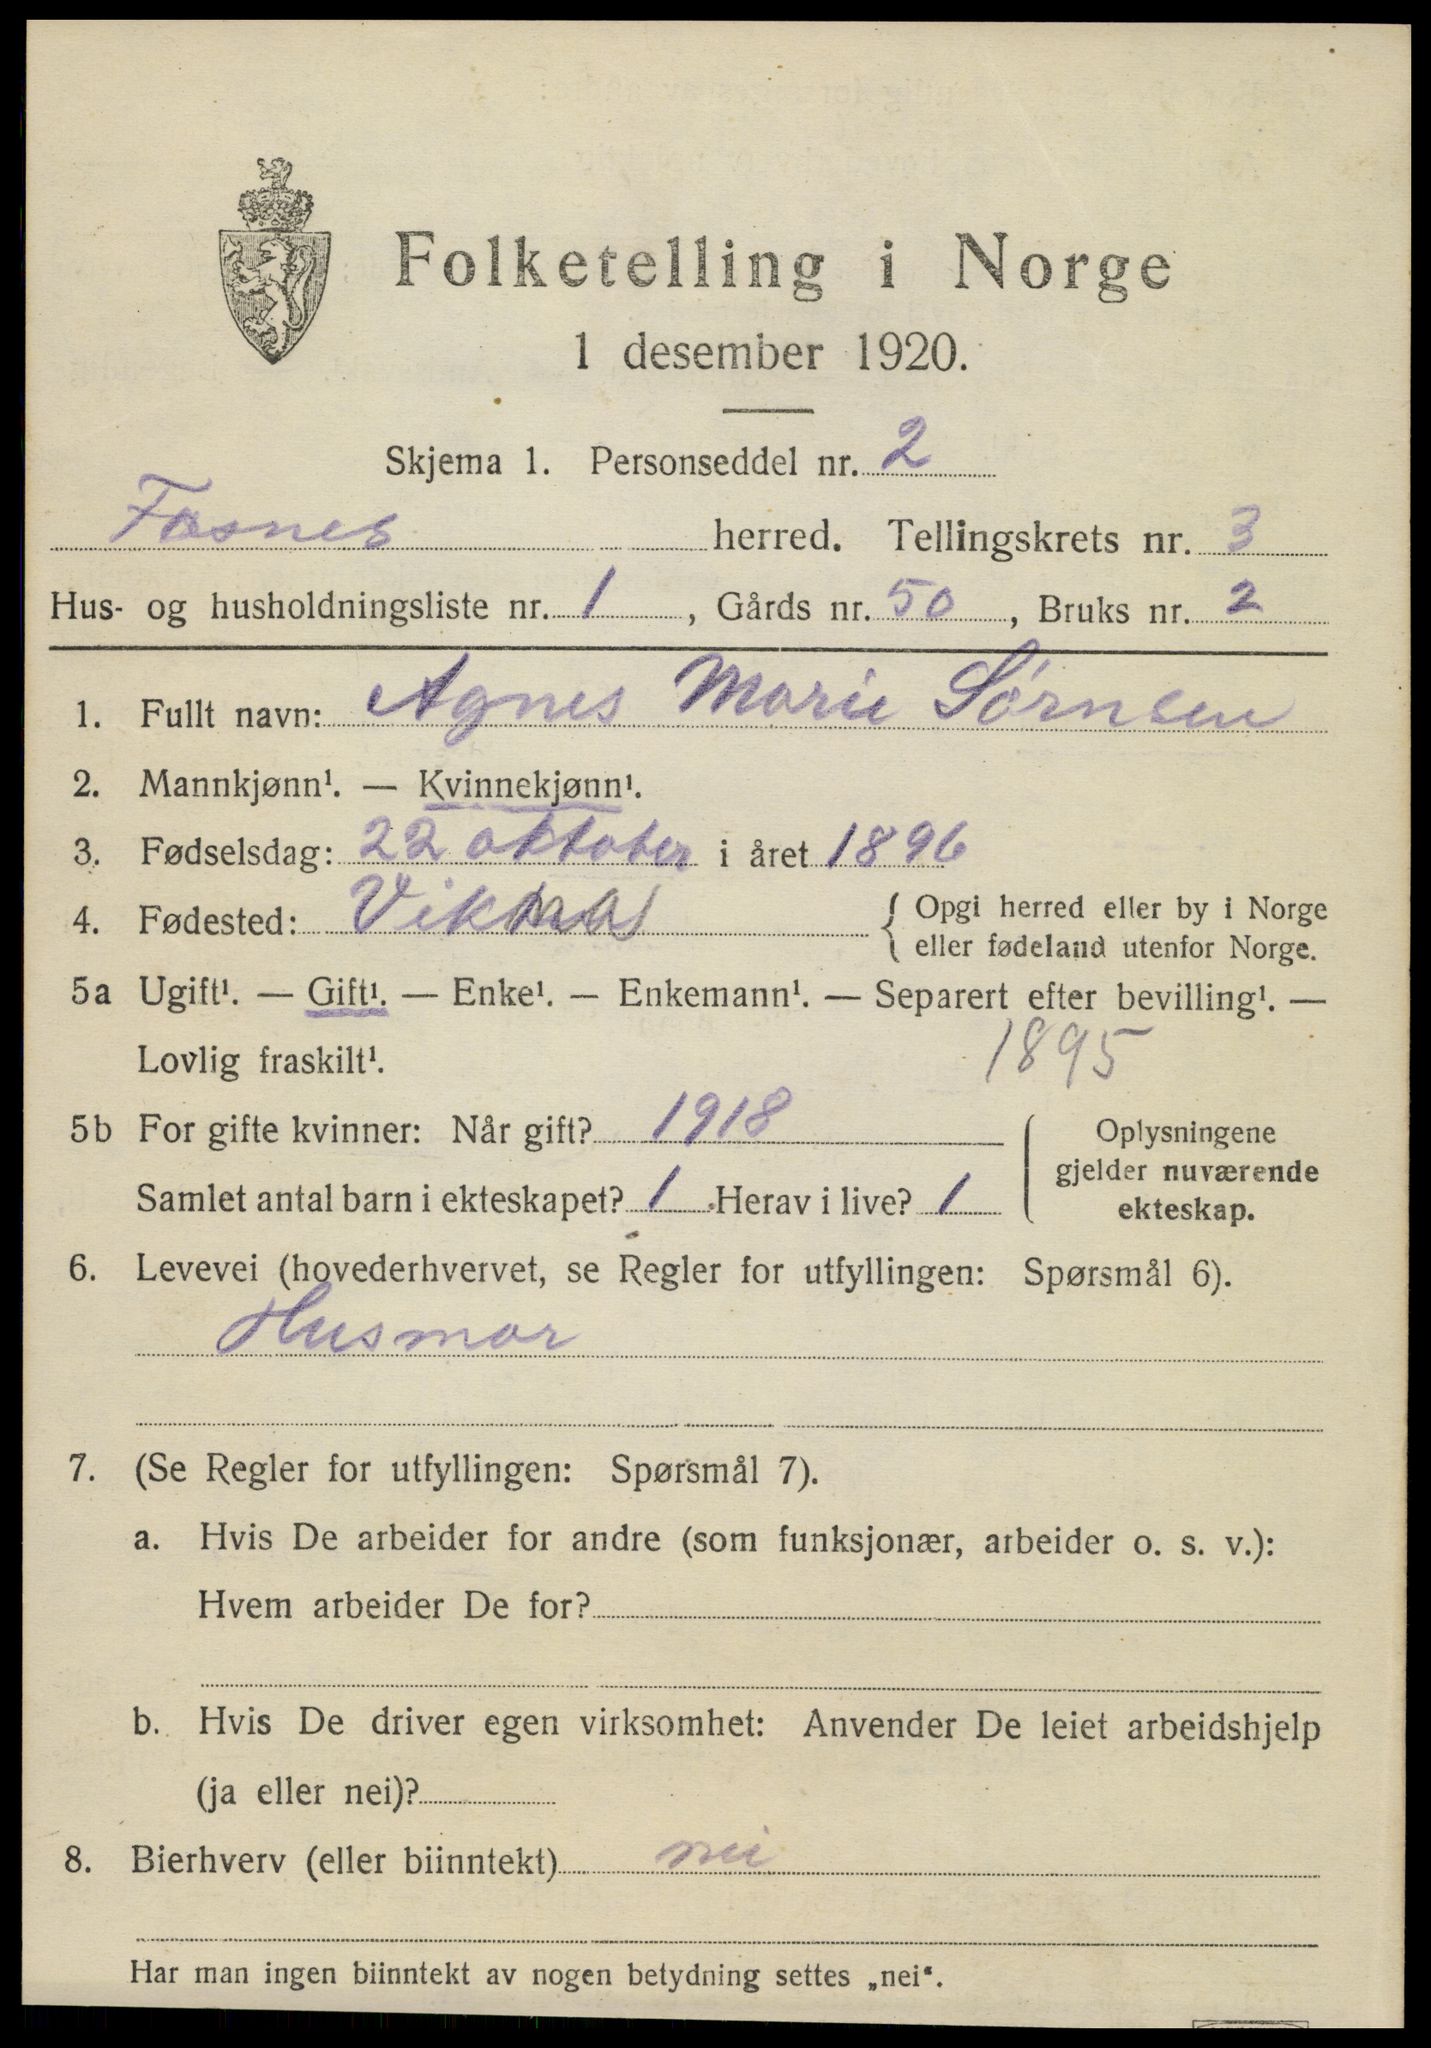 Folketelling i Norge
1 desember 1920.
Skjema 1. Personseddel nr. 2
Fosnes herred. Tellingskrets nr. 3
Hus- og husholdningsliste nr. 1, Gårds nr. 50, Bruks nr. 2
1. Fullt navn: Agnes Marie Sørnsen
2. Mannkjønn¹. — Kvinnekjønn¹.
3. Fødselsdag: 22 oktober i året 1896
4. Fødested: Vikna { Opgi herred eller by i Norge
eller fødeland utenfor Norge.
5a Ugift¹. — Gift¹. — Enke¹. — Enkemann¹. — Separert efter bevilling¹. —
Lovlig fraskilt¹. 1895
5b For gifte kvinner: Når gift? 1918
Samlet antal barn i ekteskapet? 1 Herav i live? 1
Oplysningene
gjelder nuværende
ekteskap.
6. Levevei (hovederhvervet, se Regler for utfyllingen: Spørsmål 6).
Husmor
7. (Se Regler for utfyllingen: Spørsmål 7).
a. Hvis De arbeider for andre (som funksjonær, arbeider o. s. v.):
Hvem arbeider De for?
b. Hvis De driver egen virksomhet: Anvender De leiet arbeidshjelp
(ja eller nei)?
8. Bierhverv (eller biinntekt) nei
Har man ingen biinntekt av nogen betydning settes „nei“.